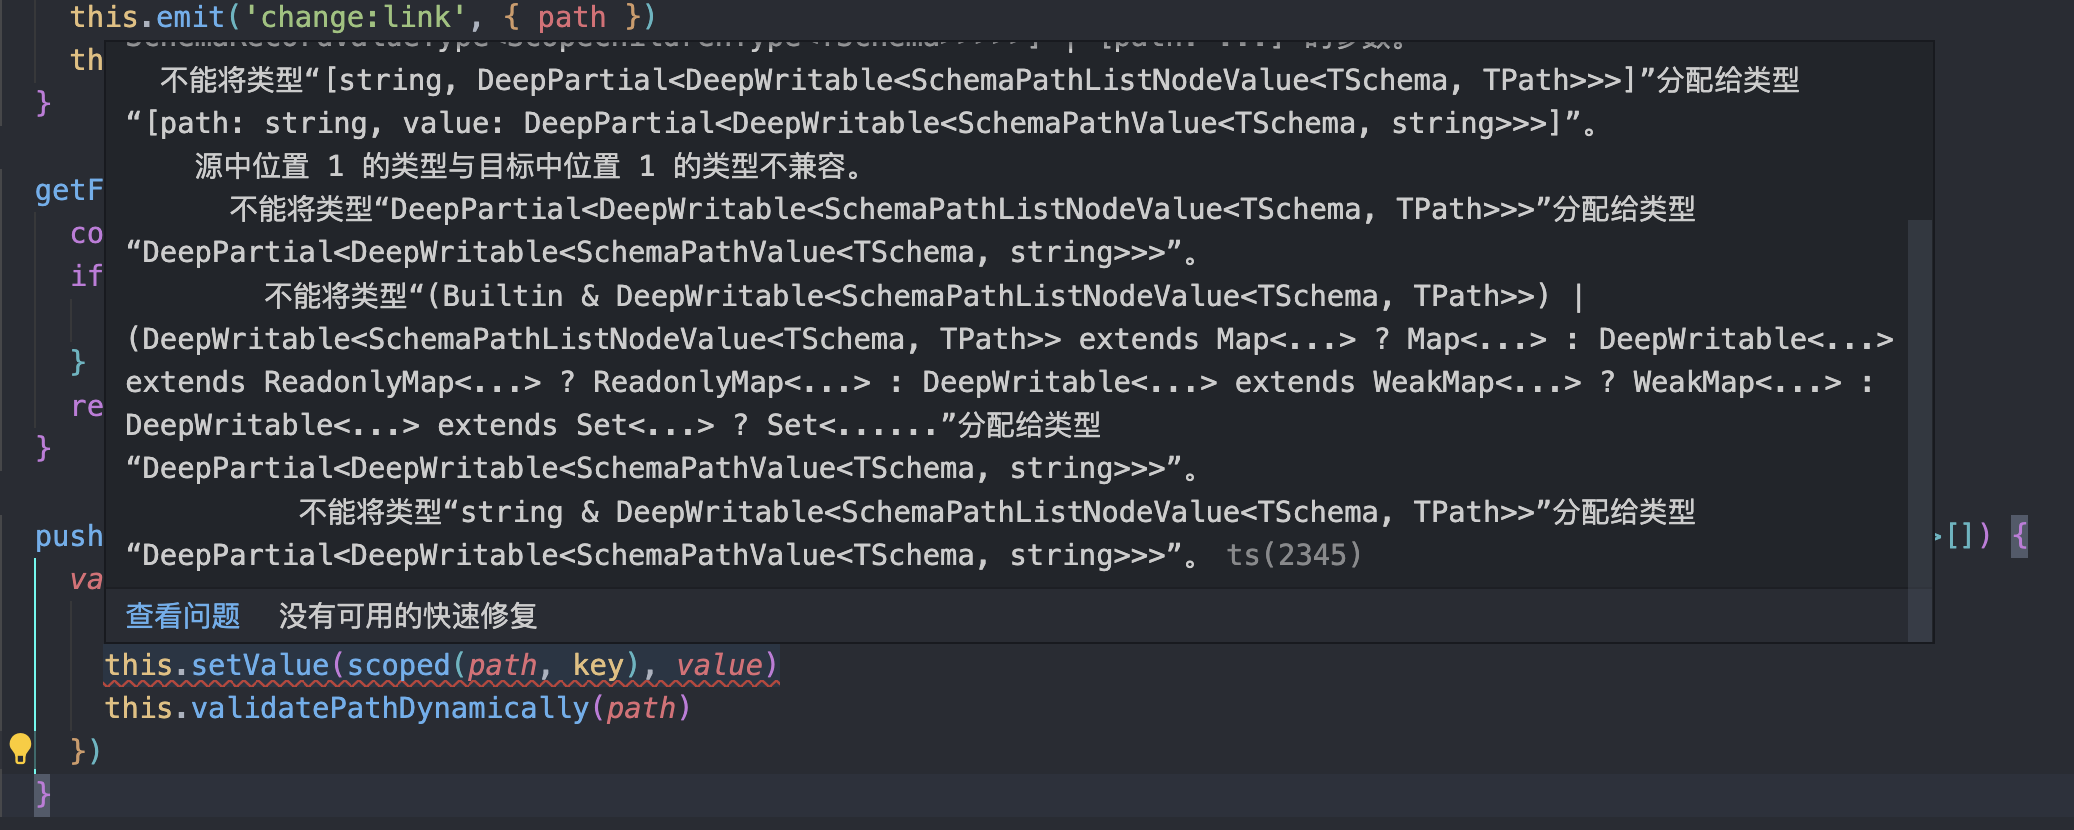 this.emit('change:link', { path })
th
SchemaRecordValueType<ScopeChildrenType<TSchema>>>>>] | [path: ...] 的参数。
不能将类型“[string, DeepPartial<DeepWritable<SchemaPathListNodeValue<TSchema, TPath>>>]”分配给类型
“[path: string, value: DeepPartial<DeepWritable<SchemaPathValue<TSchema, string>>>]”。
}
源中位置 1 的类型与目标中位置 1 的类型不兼容。
getF
不能将类型“DeepPartial<DeepWritable<SchemaPathListNodeValue<TSchema, TPath>>>”分配给类型
co
“DeepPartial<DeepWritable<SchemaPathValue<TSchema, string>>>”。
if
不能将类型“(Builtin & DeepWritable<SchemaPathListNodeValue<TSchema, TPath>>) |
(DeepWritable<SchemaPathListNodeValue<TSchema, TPath>> extends Map<...> ? Map<...> : DeepWritable<...>
}
extends ReadonlyMap<...> ? ReadonlyMap<...> : DeepWritable<...> extends WeakMap<...> ? WeakMap<...> :
re
DeepWritable<...> extends Set<...> ? Set<......”分配给类型
}
“DeepPartial<DeepWritable<SchemaPathValue<TSchema, string>>>”。
不能将类型“string & DeepWritable<SchemaPathListNodeValue<TSchema, TPath>>”分配给类型
push
>[]) {
“DeepPartial<DeepWritable<SchemaPathValue<TSchema, string>>>”。 ts(2345)
va
查看问题 没有可用的快速修复
this.setValue(scoped(path, key), value)
this.validatePathDynamically(path)
})
}